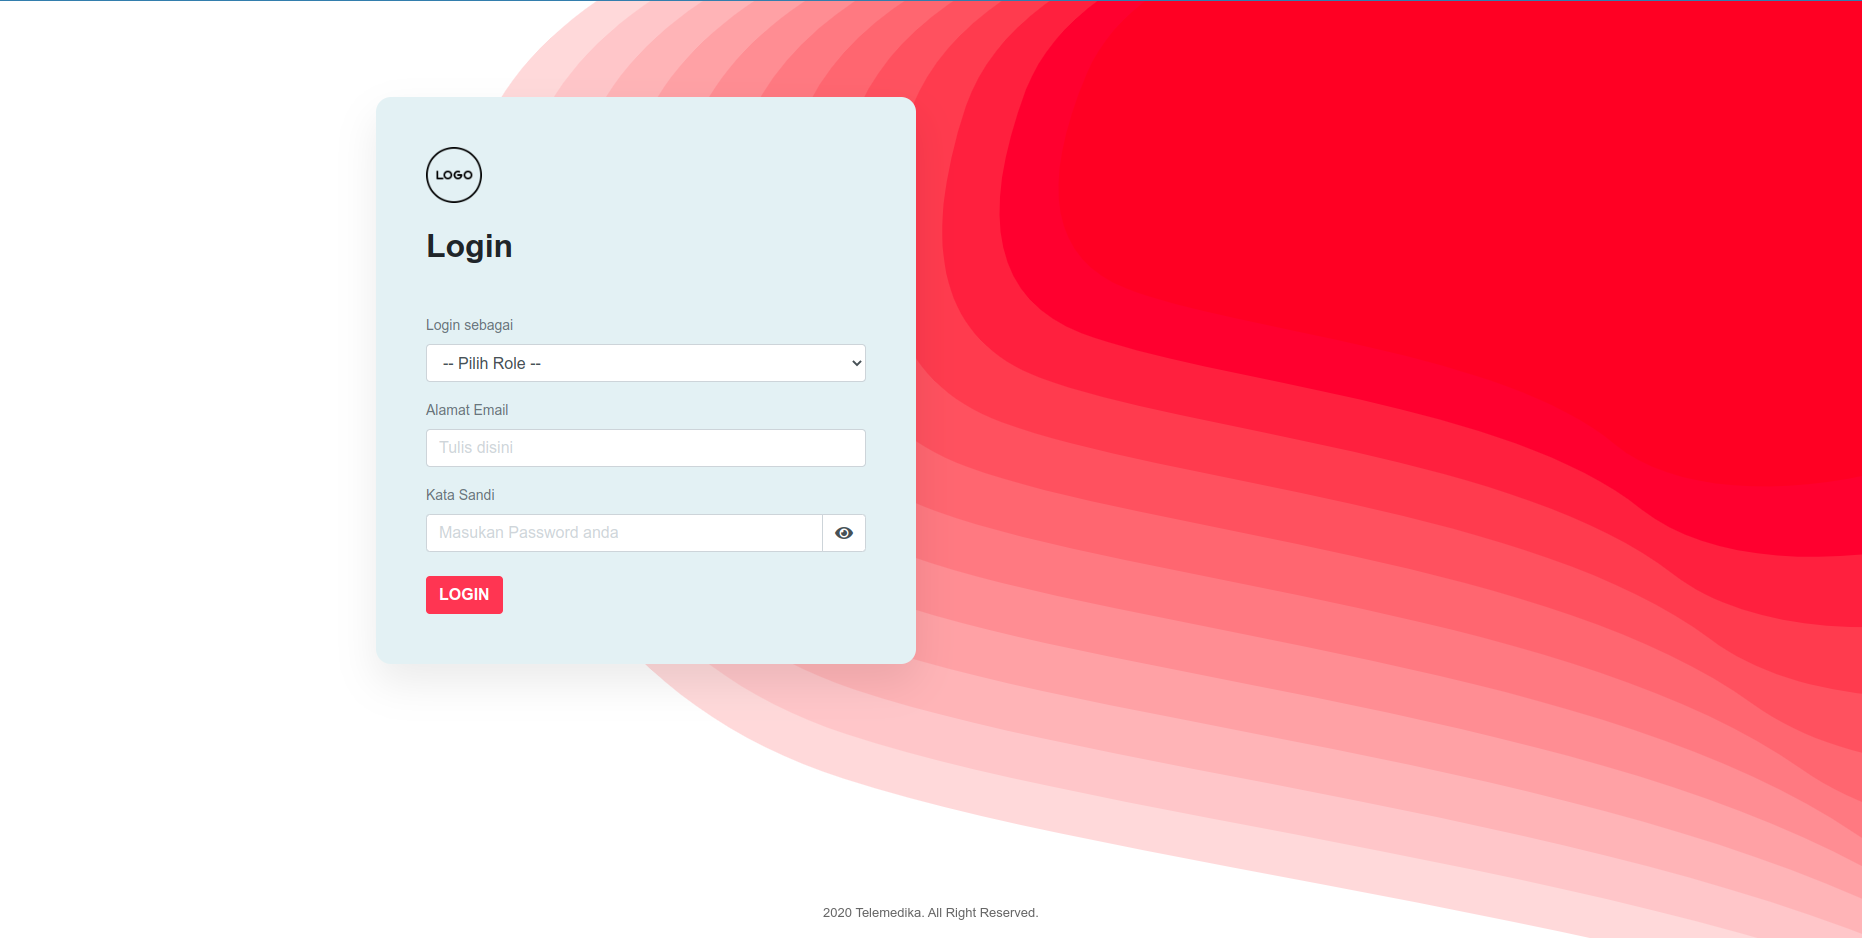 LOGO
Login
Login sebagai
-- Pilih Role --
Alamat Email
Tulis disini
Kata Sandi
Masukan Password anda
LOGIN
2020 Telemedika. All Right Reserved.